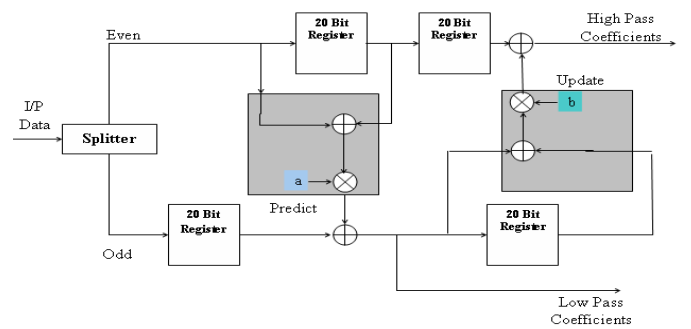 Even
20 Bit
Register
20 Bit
Register
High Pass
Coefficients
I/P
Data
Splitter
Update
b
a
Predict
20 Bit
Register
20 Bit
Register
Odd
Low Pass
Coefficients